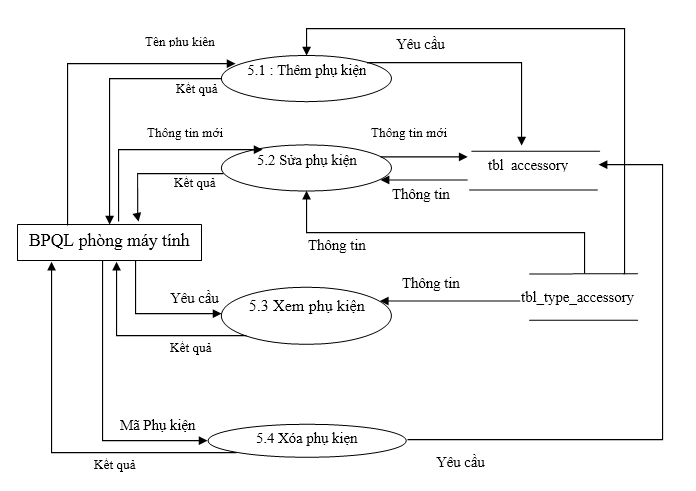 Tên phu kiên
Yêu cầu
5.1 : Thêm phụ kiện
Kết quả
Thông tin mới
Thông tin mới
5.2 Sửa phụ kiện
tbl_accessory
Kết quả
Thông tin
BPQL phòng máy tính
Thông tin
Thông tin
Yêu cầu
5.3 Xem phụ kiện
tbl_type_accessory
Kết quả
Mã Phụ kiện
5.4 Xóa phụ kiện
Kết quả
Yêu cầu